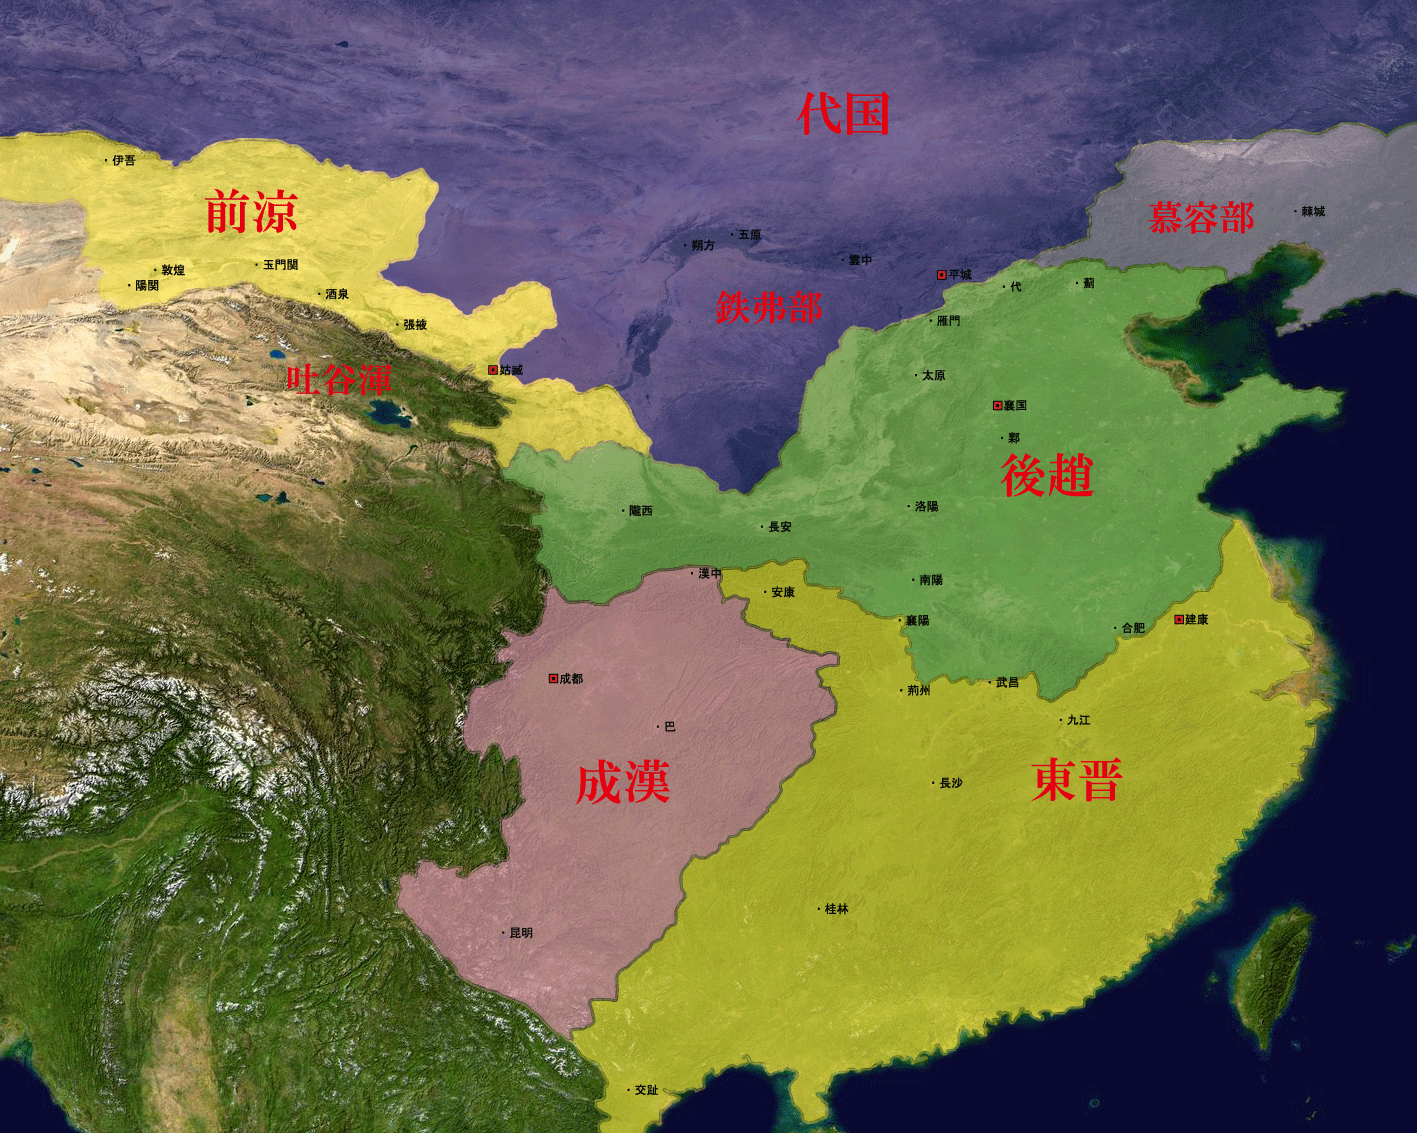 代国
伊吾
前涼
慕容部
棘城
五原
朔方
雲中
玉門関
敦煌
陽関
平城
代
薊
酒泉
鉄弗部
張掖
雁門
姑臧
吐谷渾
太原
襄国
鄴
後趙
隴西
洛陽
長安
漢中
南陽
安康
襄陽
建康
合肥
成都
武昌
荊州
巴
九江
成漢
東晋
長沙
桂林
昆明
交趾